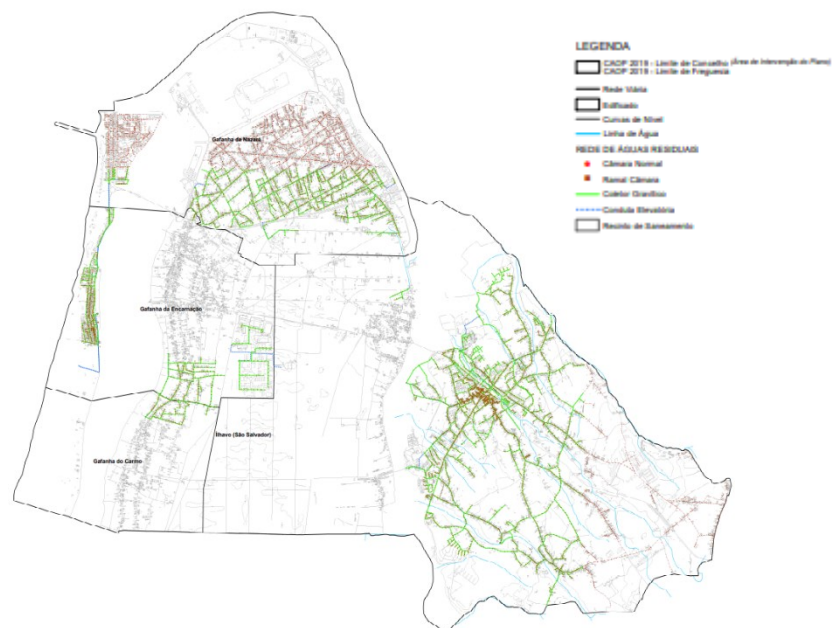 LEGENDA
CAOP 2019 - Limite de Concelho (Área de Intervenção do Plano)
CAOP 2019 - Limite de Freguesia
Rede Viária
Edificado
Curvas de Nível
Linha de Água
REDE DE ÁGUAS RESIDUAIS
Câmara Normal
Ramal Câmara
Coletor Gravítico
Conduta Elevatória
Recinto de Saneamento
Gafanha da Nazaré
Gafanha da Encarnação
Ílhavo (São Salvador)
Gafanha do Carmo